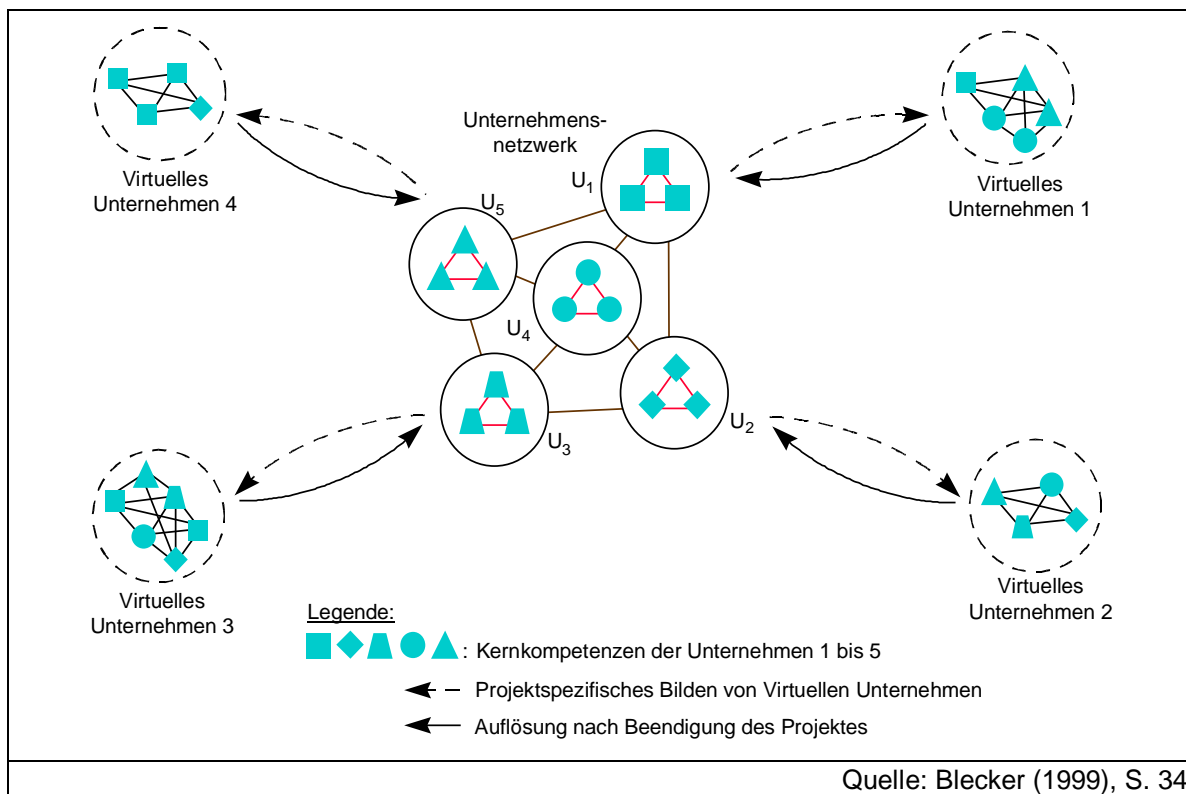 Unternehmens-
netzwerk
U1
U5
U4
U3
U2
Virtuelles
Unternehmen 4
Virtuelles
Unternehmen 1
Virtuelles
Unternehmen 3
Virtuelles
Unternehmen 2
Legende:
: Kernkompetenzen der Unternehmen 1 bis 5
Projektspezifisches Bilden von Virtuellen Unternehmen
Auflösung nach Beendigung des Projektes
Quelle: Blecker (1999), S. 34